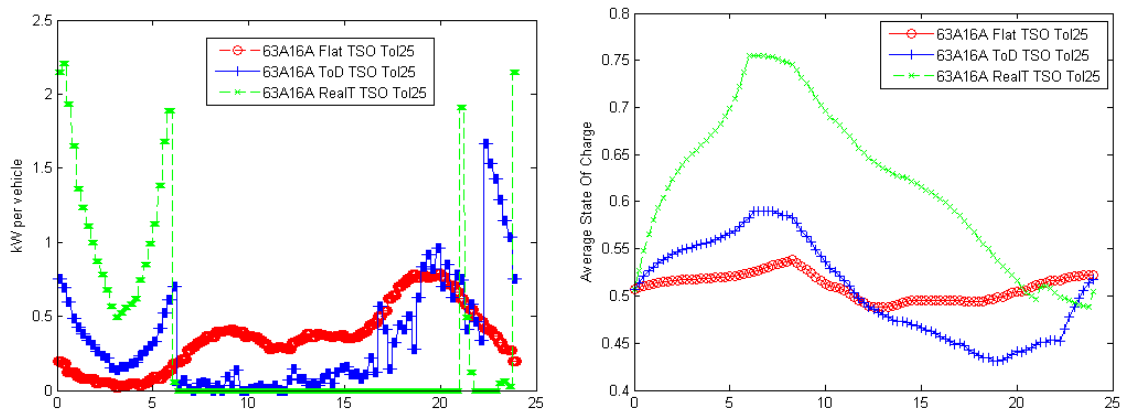 2.5
2
1.5
1
0.5
0
kW per vehicle
63A16A Flat TSO Tol25
63A16A ToD TSO Tol25
63A16A RealT TSO Tol25
0 5 10 15 20 25
0.8
0.75
0.7
0.65
0.6
0.55
0.5
0.45
0.4
Average State Of Charge
63A16A Flat TSO Tol25
63A16A ToD TSO Tol25
63A16A RealT TSO Tol25
0 5 10 15 20 25